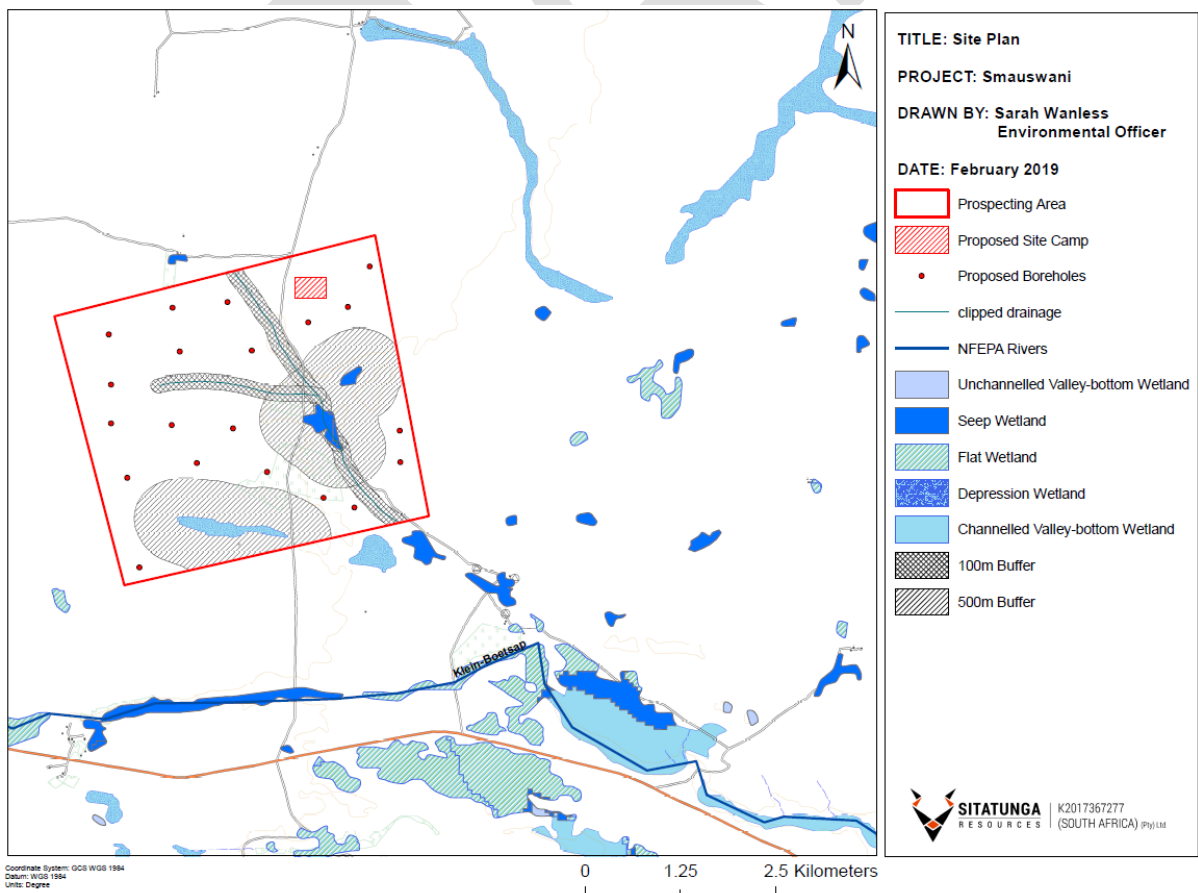 N
Klein-Boetsap
TITLE: Site Plan
PROJECT: Smauswani
DRAWN BY: Sarah Wanless
Environmental Officer
DATE: February 2019
Prospecting Area
Proposed Site Camp
Proposed Boreholes
clipped drainage
NFEPA Rivers
Unchannelled Valley-bottom Wetland
Seep Wetland
Flat Wetland
Depression Wetland
Channelled Valley-bottom Wetland
100m Buffer
500m Buffer
SITATUNGA
RESOURCES
K2017367277
(SOUTH AFRICA) (Pty) Ltd
Coordinate System: GCS WGS 1984
Datum: WGS 1984
Units: Degree
0 1.25 2.5 Kilometers